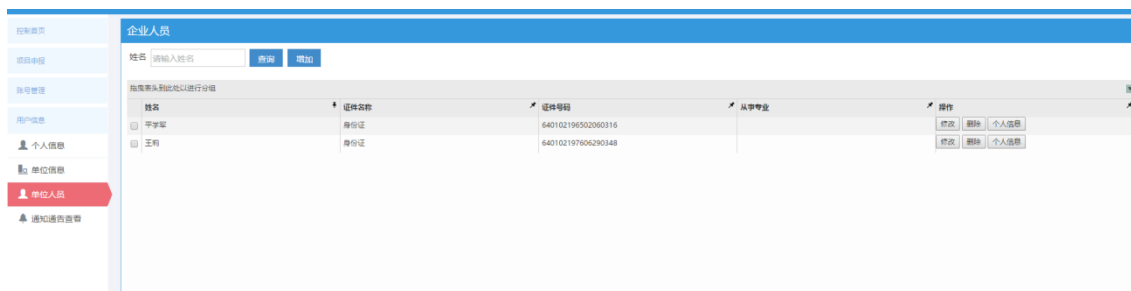 控制首页
项目申报
账号管理
用户信息
个人信息
单位信息
单位人员
通知通告查看
企业人员
姓名 请输入姓名 查询 增加
拖曳表头到此处以进行分组
姓名 证件名称 证件号码 从事专业 操作
平学军 身份证 640102196502060316 修改 删除 个人信息
王莉 身份证 640102197606290348 修改 删除 个人信息